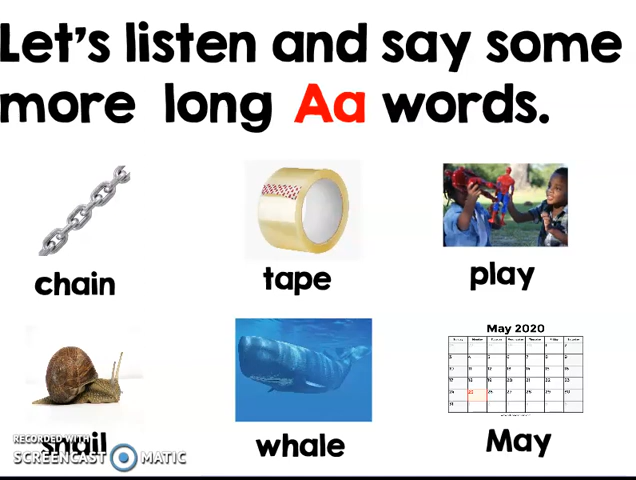 Let's listen and say some
more long Aa words.
chain
tape
play
May 2020
snail
whale
May
RECORDED WITH
SCREENCAST MATIC